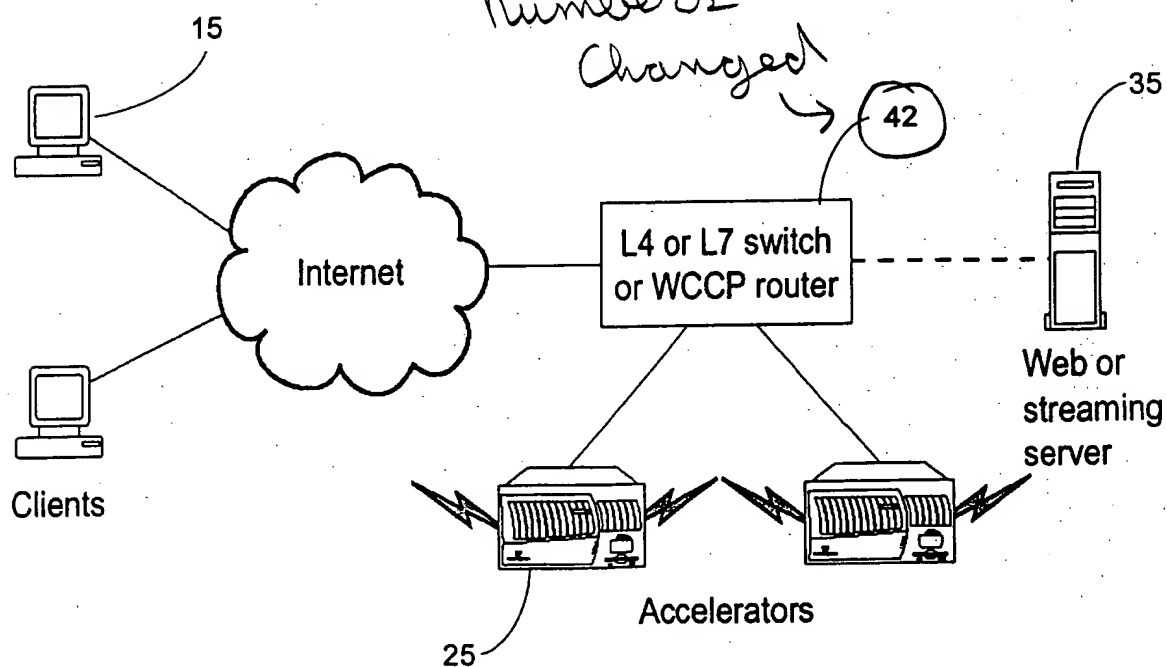 Changed
15
42
35
Internet
L4 or L7 switch
or WCCP router
Web or
streaming
server
Clients
Accelerators
25